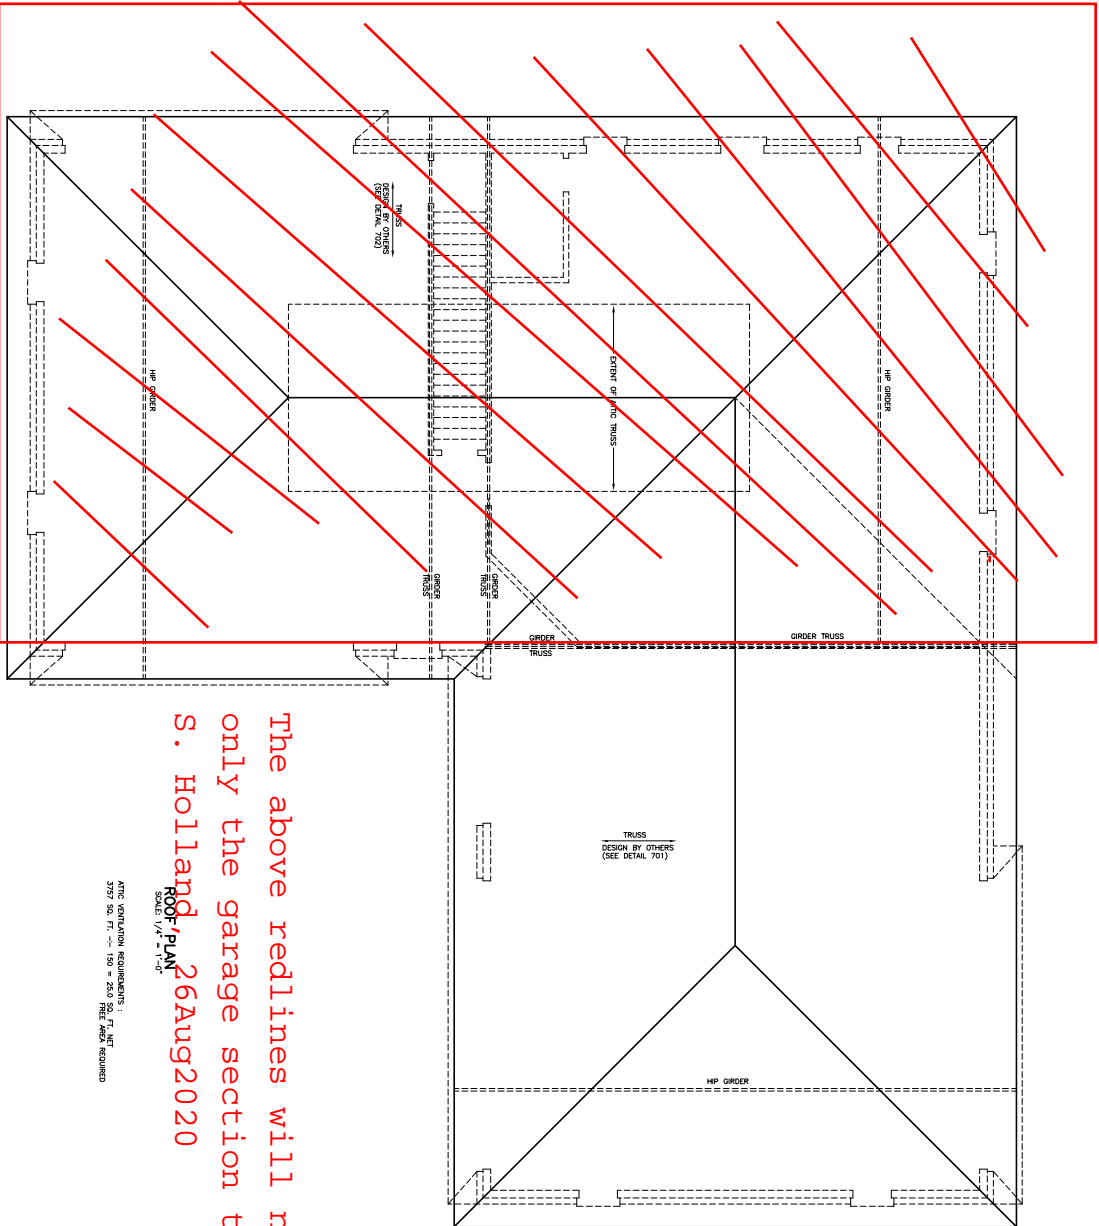 TRUSS
DESIGN BY OTHERS
(SEE DETAIL 702)
EXTENT OF ATTIC TRUSS
HIP GIRDER
HIP GIRDER
GIRDER
TRUSS
GIRDER
TRUSS
GIRDER
TRUSS
GIRDER TRUSS
TRUSS
DESIGN BY OTHERS
(SEE DETAIL 701)
HIP GIRDER
The above redlines will
only the garage section
S. Holland, 26Aug2020
ROOF PLAN
SCALE: 1/4" = 1'-0"
ATTIC VENTILATION REQUIREMENTS :
3757 SQ. FT. -:- 150 = 25.0 SQ. FT. NET
FREE AREA REQUIRED